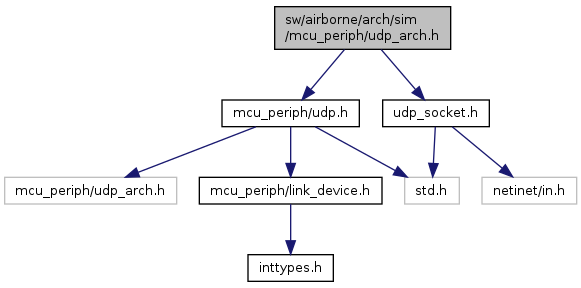 sw/airborne/arch/sim
/mcu_periph/udp_arch.h
mcu_periph/udp.h
udp_socket.h
mcu_periph/udp_arch.h
mcu_periph/link_device.h
std.h
netinet/in.h
inttypes.h